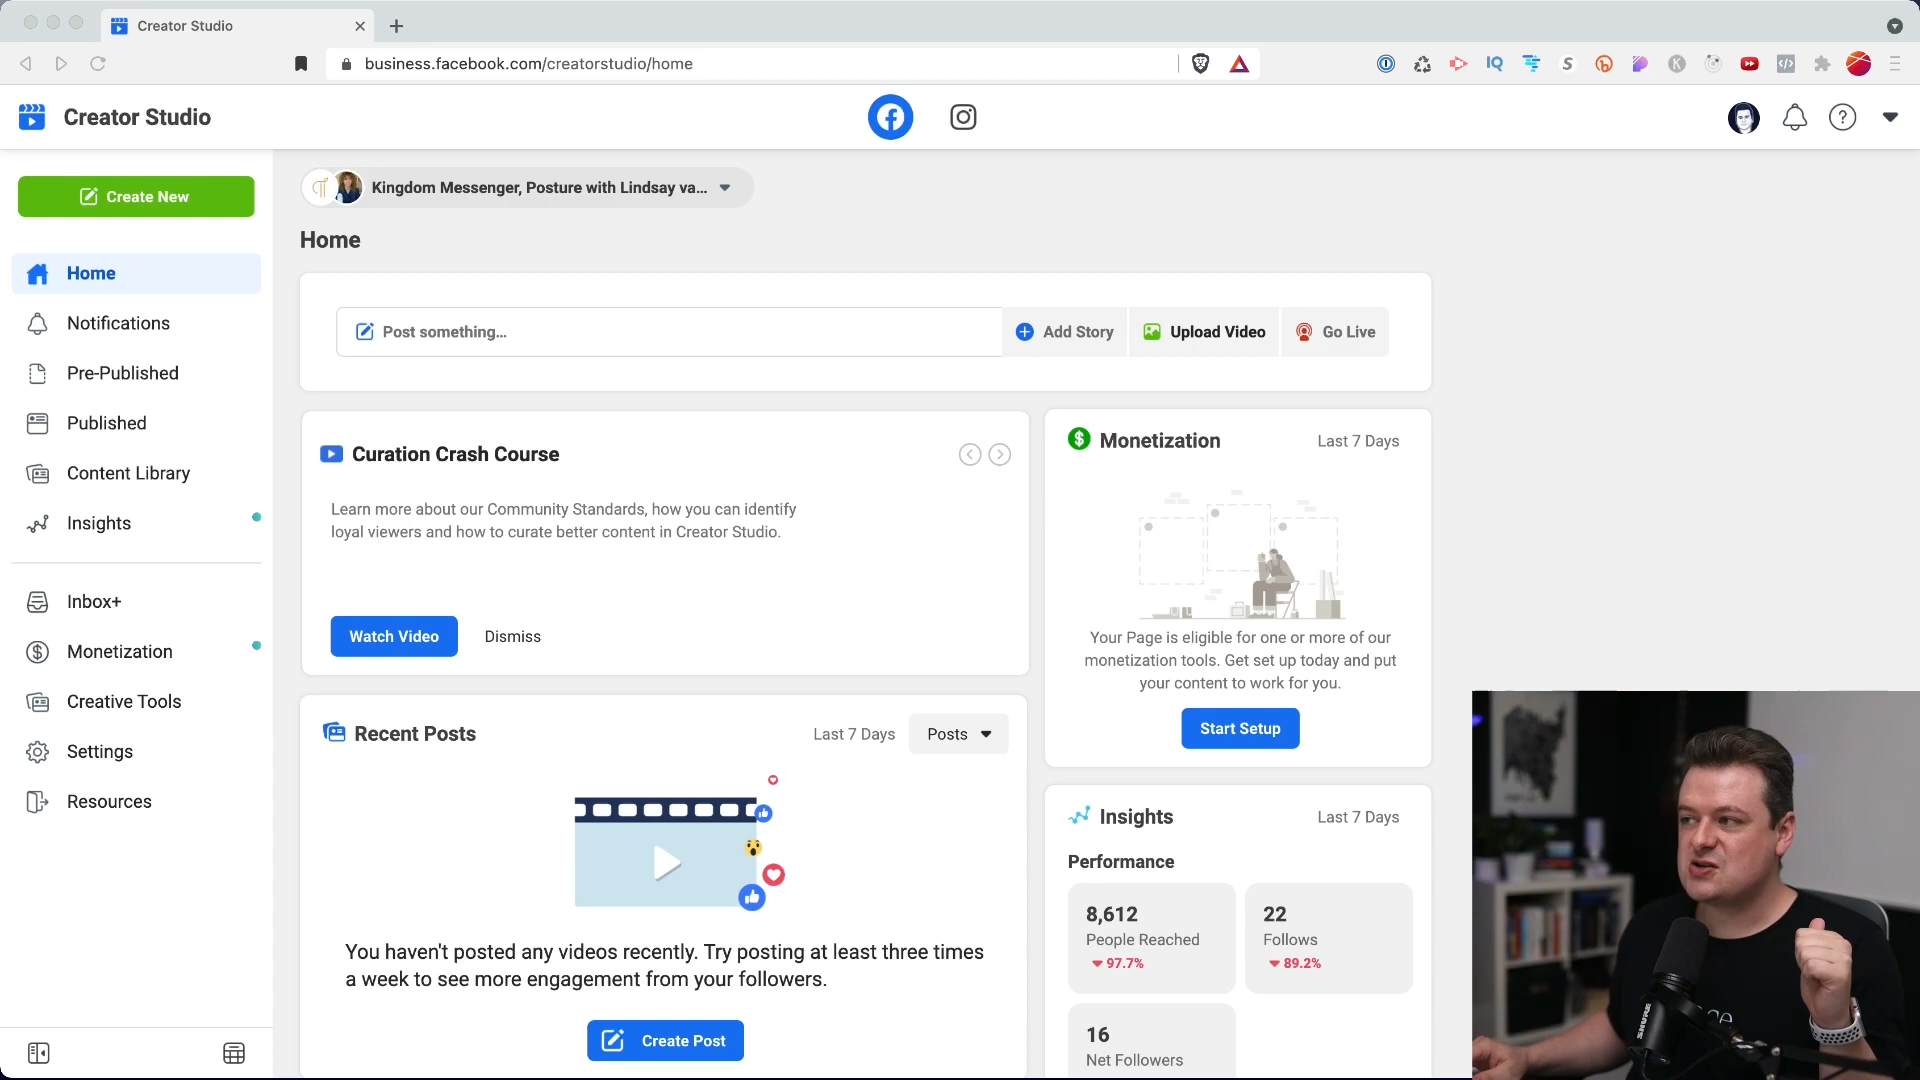 Creator Studio
business.facebook.com/creatorstudio/home
IQ
S
K
Creator Studio
Create New
Kingdom Messenger, Posture with Lindsay va...
Home
Home
Notifications
Pre-Published
Published
Content Library
Insights
Inbox+
Monetization
Creative Tools
Settings
Resources
Post something...
Add Story
Upload Video
Go Live
Curation Crash Course
Learn more about our Community Standards, how you can identify
loyal viewers and how to curate better content in Creator Studio.
Watch Video
Dismiss
Monetization
Last 7 Days
Your Page is eligible for one or more of our
monetization tools. Get set up today and put
your content to work for you.
Start Setup
Recent Posts
Last 7 Days
Posts
You haven't posted any videos recently. Try posting at least three times
a week to see more engagement from your followers.
Create Post
Insights
Last 7 Days
Performance
8,612
People Reached
97.7%
22
Follows
89.2%
16
Net Followers
SHURE